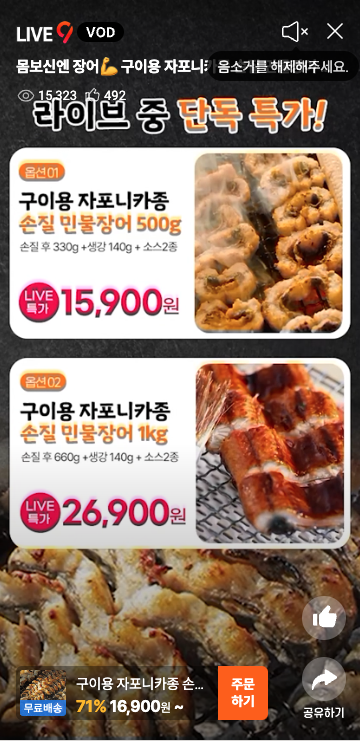 LIVE 9 VOD
몸보신엔 장어💪 구이용 자포니카
음소거를 해제해주세요.
15,323 492
라이브 중 단독 특가!
옵션 01
구이용 자포니카종
손질 민물장어 500g
손질 후 330g +생강 140g + 소스2종
LIVE 특가 15,900원
옵션 02
구이용 자포니카종
손질 민물장어 1kg
손질 후 660g +생강 140g + 소스2종
LIVE 특가 26,900원
구이용 자포니카종 손...
무료배송
71% 16,900원 ~
주문
하기
공유하기